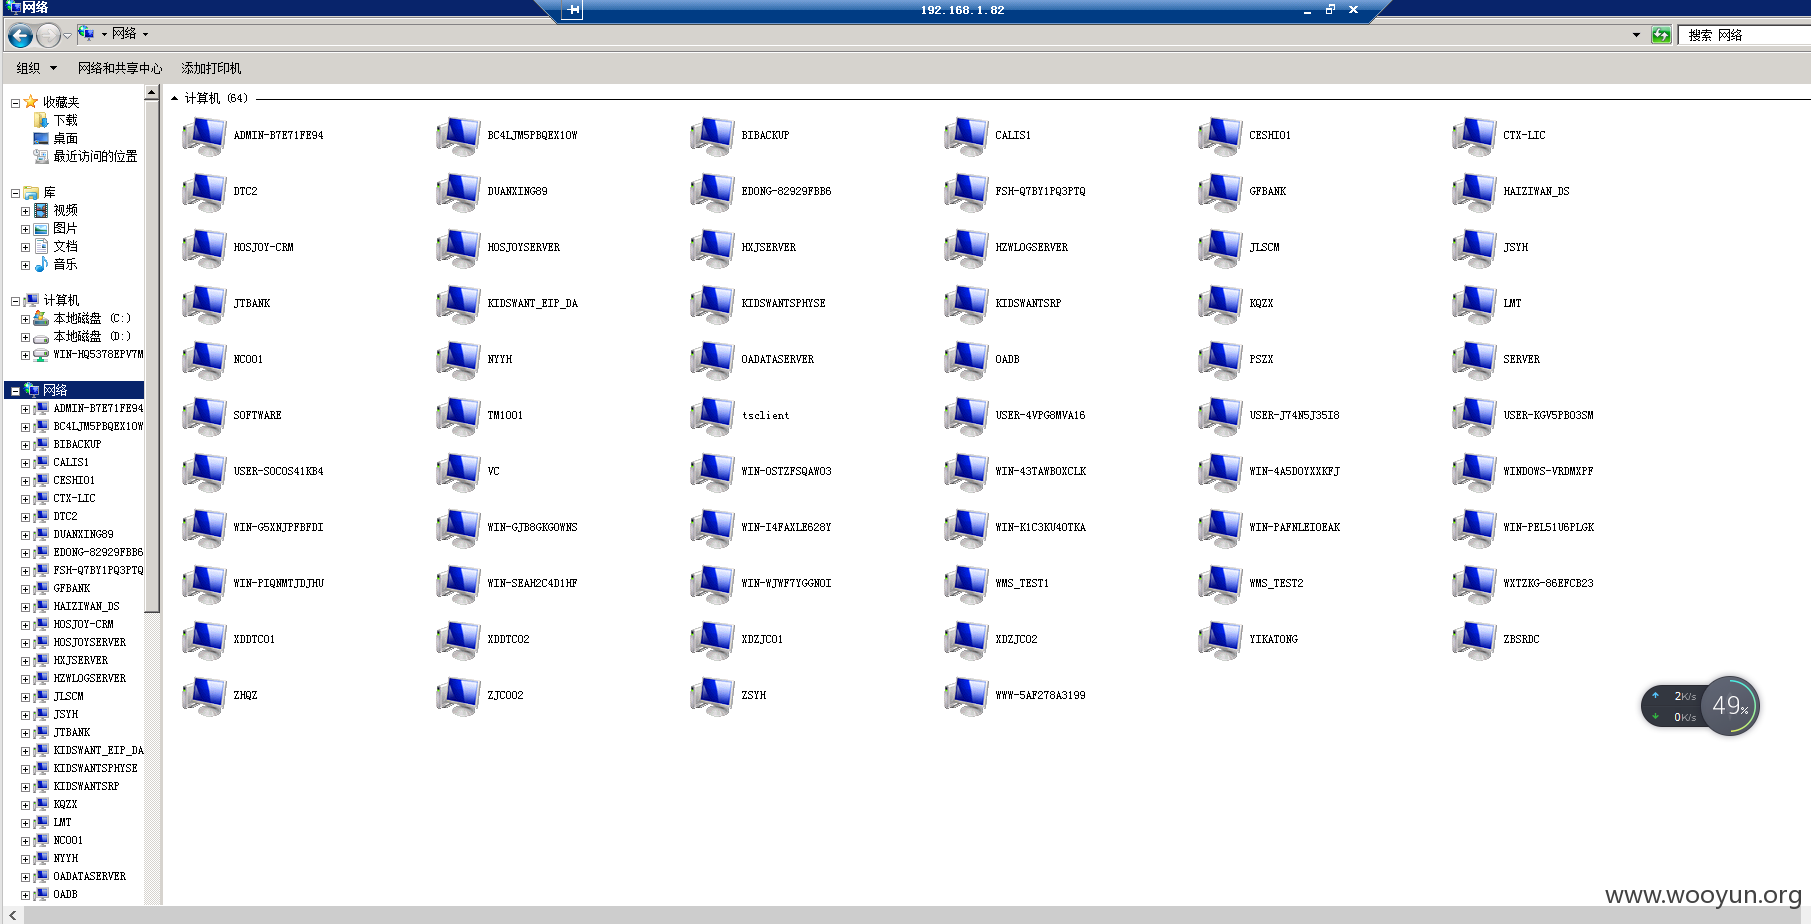 网络
192.168.1.82
网络
搜索 网络
组织
网络和共享中心
添加打印机
收藏夹
下载
桌面
最近访问的位置
库
视频
图片
文档
音乐
计算机
本地磁盘 (C:)
本地磁盘 (D:)
WIN-HQ5378EPV7M
网络
ADMIN-B7E71FE94
BC4LJM5PBQEX10W
BIBACKUP
CALIS1
CESHI01
CTX-LIC
DTC2
DUANXING89
EDONG-82929FBB6
FSH-Q7BY1PQ3PTQ
GFBANK
HAIZIWAN_DS
HOSJOY-CRM
HOSJOYSERVER
HXJSERVER
HZWLOGSERVER
JLSCM
JSYH
JTBANK
KIDSWANT_EIP_DA
KIDSWANTSPHYSE
KIDSWANTSRP
KQZX
LMT
NC001
NYYH
OADATASERVER
OADB
计算机 (64)
ADMIN-B7E71FE94 BC4LJM5PBQEX10W BIBACKUP CALIS1 CESHI01 CTX-LIC
DTC2 DUANXING89 EDONG-82929FBB6 FSH-Q7BY1PQ3PTQ GFBANK HAIZIWAN_DS
HOSJOY-CRM HOSJOYSERVER HXJSERVER HZWLOGSERVER JLSCM JSYH
JTBANK KIDSWANT_EIP_DA KIDSWANTSPHYSE KIDSWANTSRP KQZX LMT
NC001 NYYH OADATASERVER OADB PSZX SERVER
SOFTWARE TM1001 tsclient USER-4VPG8MVA16 USER-J74N5J35I8 USER-KGV5PBO3SM
USER-SOCOS41KB4 VC WIN-OSTZFSQAWO3 WIN-43TAWBOXCLK WIN-4A5DOYXXKFJ WINDOWS-VRDMXPF
WIN-G5XNJPFBFDI WIN-GJB8GKGOWNS WIN-I4FAXLE628Y WIN-K1C3KU4OTKA WIN-PAFNLEIOEAK WIN-PEL51U6PLGK
WIN-PIQNMTJDJHU WIN-SEAH2C4D1HF WIN-WJWF7YGGNOI WMS_TEST1 WMS_TEST2 WXTZKG-86EFCB23
XDDTC01 XDDTC02 XDZJC01 XDZJC02 YIKATONG ZBSRDC
ZHQZ ZJC002 ZSYH WWW-5AF278A3199
2K/s
0K/s
49%
www.wooyun.org